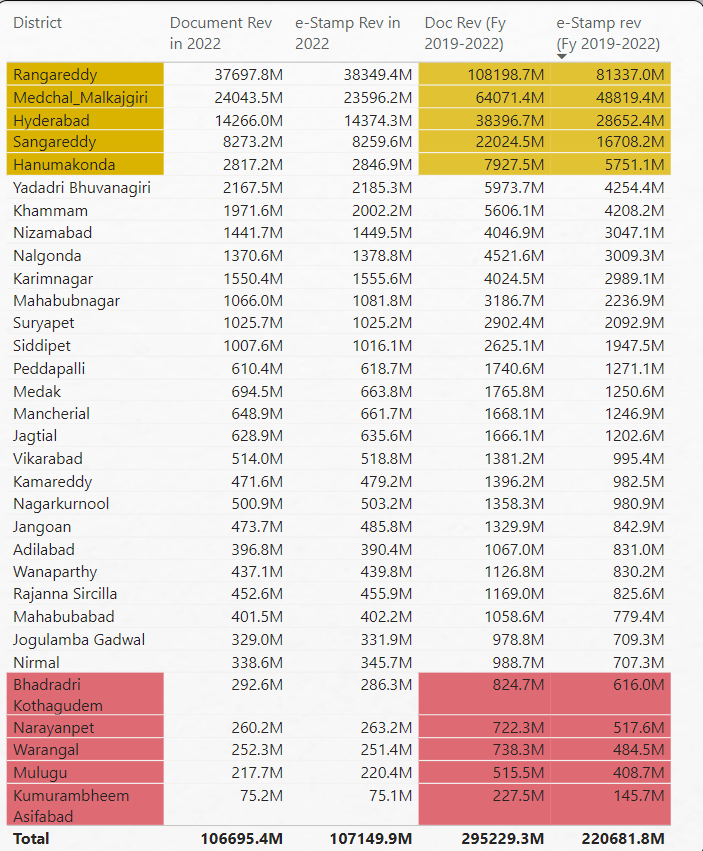 District Document Rev in 2022 e-Stamp Rev in 2022 Doc Rev (Fy 2019-2022) e-Stamp rev (Fy 2019-2022)
Rangareddy 37697.8M 38349.4M 108198.7M 81337.0M
Medchal_Malkajgiri 24043.5M 23596.2M 64071.4M 48819.4M
Hyderabad 14266.0M 14374.3M 38396.7M 28652.4M
Sangareddy 8273.2M 8259.6M 22024.5M 16708.2M
Hanumakonda 2817.2M 2846.9M 7927.5M 5751.1M
Yadadri Bhuvanagiri 2167.5M 2185.3M 5973.7M 4254.4M
Khammam 1971.6M 2002.2M 5606.1M 4208.2M
Nizamabad 1441.7M 1449.5M 4046.9M 3047.1M
Nalgonda 1370.6M 1378.8M 4521.6M 3009.3M
Karimnagar 1550.4M 1555.6M 4024.5M 2989.1M
Mahabubnagar 1066.0M 1081.8M 3186.7M 2236.9M
Suryapet 1025.7M 1025.2M 2902.4M 2092.9M
Siddipet 1007.6M 1016.1M 2625.1M 1947.5M
Peddapalli 610.4M 618.7M 1740.6M 1271.1M
Medak 694.5M 663.8M 1765.8M 1250.6M
Mancherial 648.9M 661.7M 1668.1M 1246.9M
Jagtial 628.9M 635.6M 1666.1M 1202.6M
Vikarabad 514.0M 518.8M 1381.2M 995.4M
Kamareddy 471.6M 479.2M 1396.2M 982.5M
Nagarkurnool 500.9M 503.2M 1358.3M 980.9M
Jangoan 473.7M 485.8M 1329.9M 842.9M
Adilabad 396.8M 390.4M 1067.0M 831.0M
Wanaparthy 437.1M 439.8M 1126.8M 830.2M
Rajanna Sircilla 452.6M 455.9M 1169.0M 825.6M
Mahabubabad 401.5M 402.2M 1058.6M 779.4M
Jogulamba Gadwal 329.0M 331.9M 978.8M 709.3M
Nirmal 338.6M 345.7M 988.7M 707.3M
Bhadradri Kothagudem 292.6M 286.3M 824.7M 616.0M
Narayanpet 260.2M 263.2M 722.3M 517.6M
Warangal 252.3M 251.4M 738.3M 484.5M
Mulugu 217.7M 220.4M 515.5M 408.7M
Kumurambheem Asifabad 75.2M 75.1M 227.5M 145.7M
Total 106695.4M 107149.9M 295229.3M 220681.8M